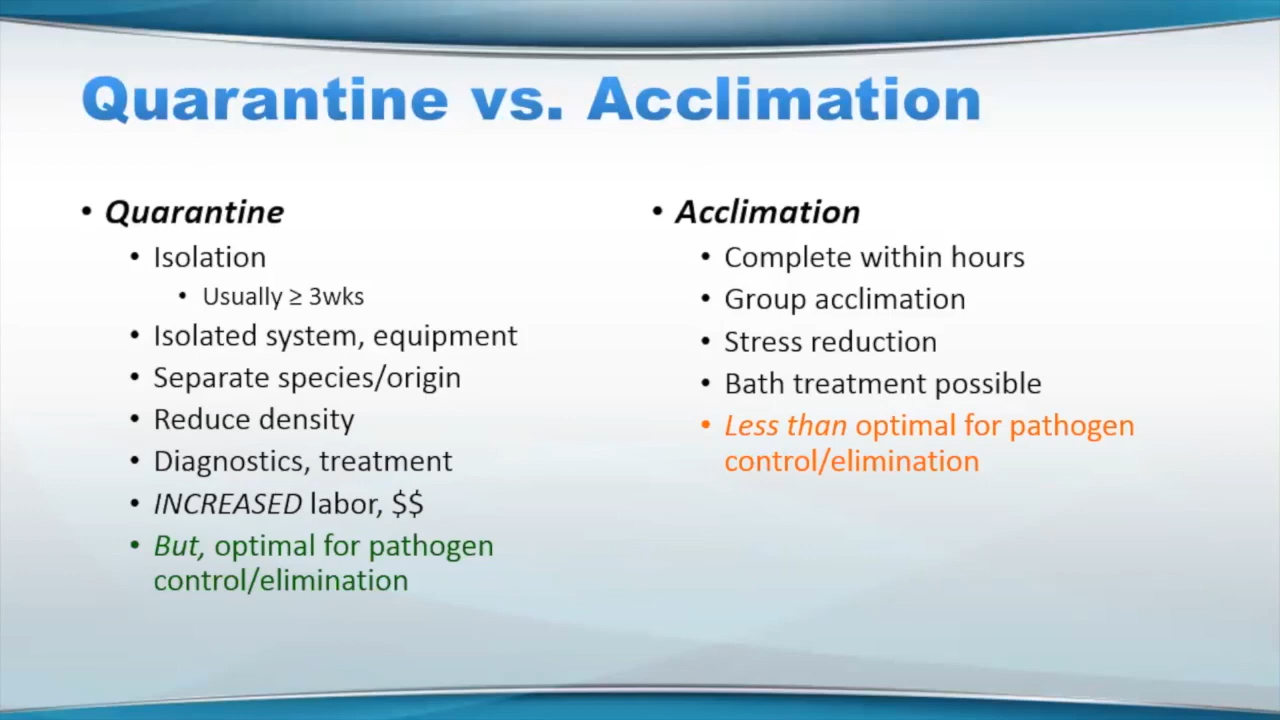 Quarantine vs. Acclimation
• Quarantine
• Isolation
• Usually ≥ 3wks
• Isolated system, equipment
• Separate species/origin
• Reduce density
• Diagnostics, treatment
• INCREASED labor, $$
• But, optimal for pathogen
control/elimination
• Acclimation
• Complete within hours
• Group acclimation
• Stress reduction
• Bath treatment possible
• Less than optimal for pathogen
control/elimination